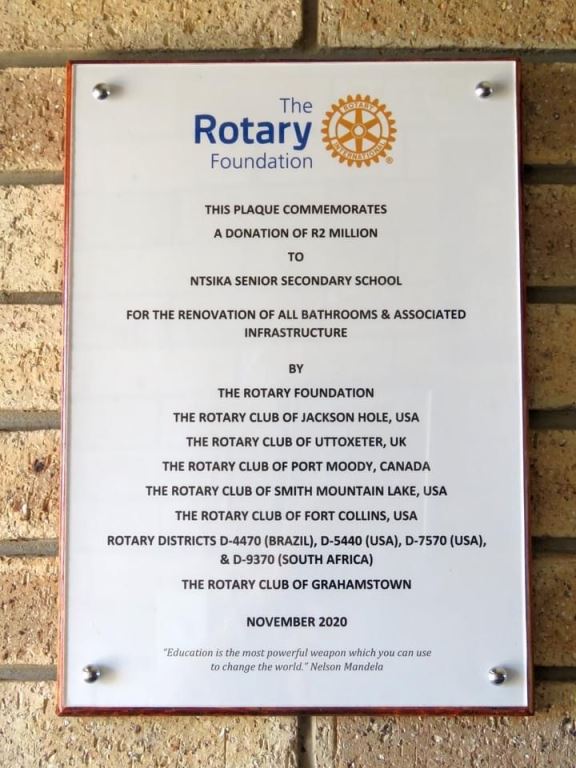 The
Rotary
Foundation
ROTARY
INTERNATIONAL
®
THIS PLAQUE COMMEMORATES
A DONATION OF R2 MILLION
TO
NTSIKA SENIOR SECONDARY SCHOOL
FOR THE RENOVATION OF ALL BATHROOMS & ASSOCIATED
INFRASTRUCTURE
BY
THE ROTARY FOUNDATION
THE ROTARY CLUB OF JACKSON HOLE, USA
THE ROTARY CLUB OF UTTOXETER, UK
THE ROTARY CLUB OF PORT MOODY, CANADA
THE ROTARY CLUB OF SMITH MOUNTAIN LAKE, USA
THE ROTARY CLUB OF FORT COLLINS, USA
ROTARY DISTRICTS D-4470 (BRAZIL), D-5440 (USA), D-7570 (USA),
& D-9370 (SOUTH AFRICA)
THE ROTARY CLUB OF GRAHAMSTOWN
NOVEMBER 2020
"Education is the most powerful weapon which you can use
to change the world." Nelson Mandela